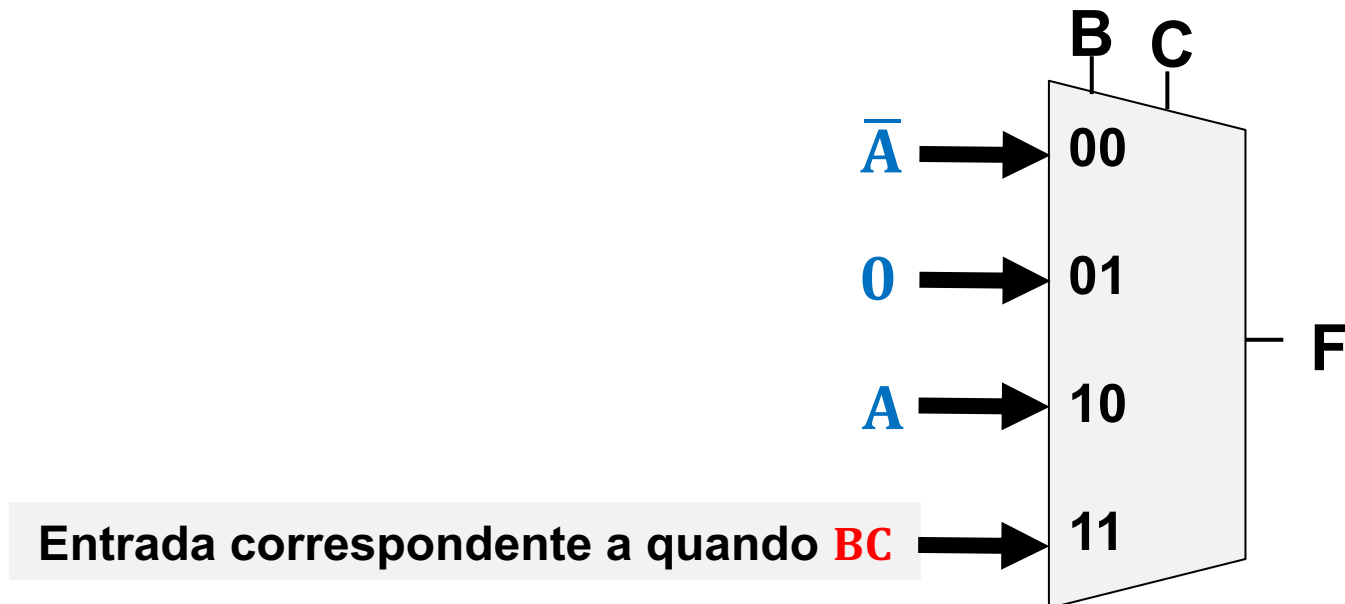 B C
A̅ 00
0 01
A 10
Entrada correspondente a quando BC 11
F